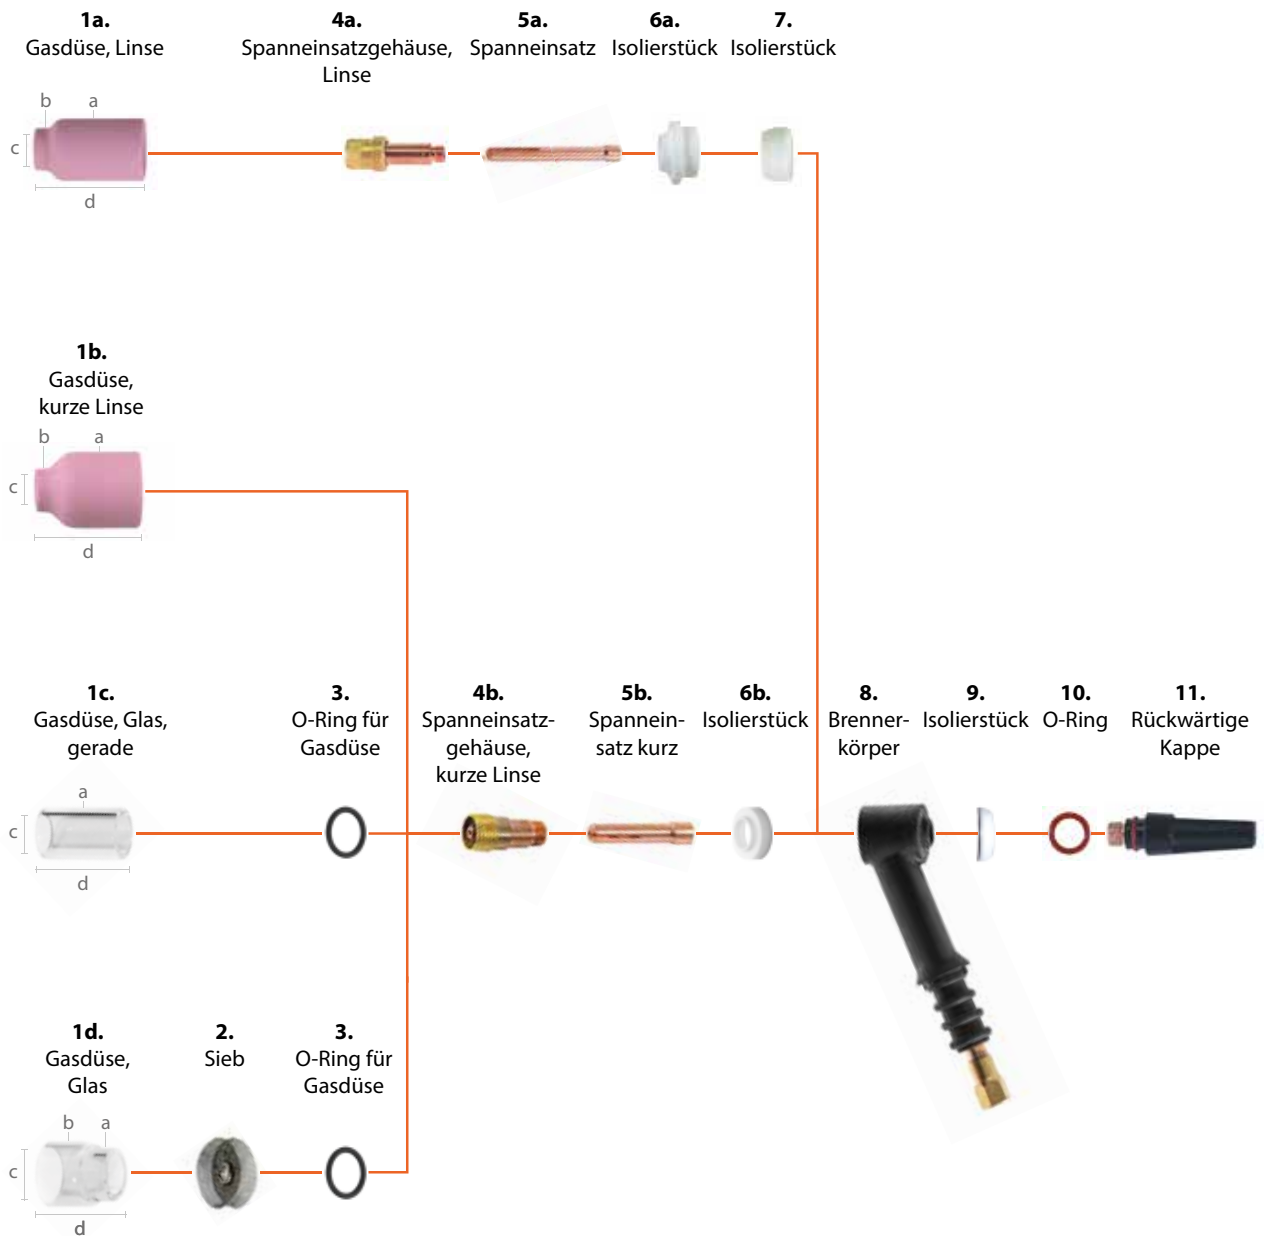 1a.
Gasdüse, Linse
4a.
Spanneinsatzgehäuse,
Linse
5a.
Spanneinsatz
6a.
Isolierstück
7.
Isolierstück
b
a
c
d
1b.
Gasdüse,
kurze Linse
b
a
c
d
1c.
Gasdüse, Glas,
gerade
3.
O-Ring für
Gasdüse
4b.
Spanneinsatz-
gehäuse,
kurze Linse
5b.
Spannein-
satz kurz
6b.
Isolierstück
8.
Brenner-
körper
9.
Isolierstück
10.
O-Ring
11.
Rückwärtige
Kappe
a
c
d
1d.
Gasdüse,
Glas
2.
Sieb
3.
O-Ring für
Gasdüse
b
a
c
d